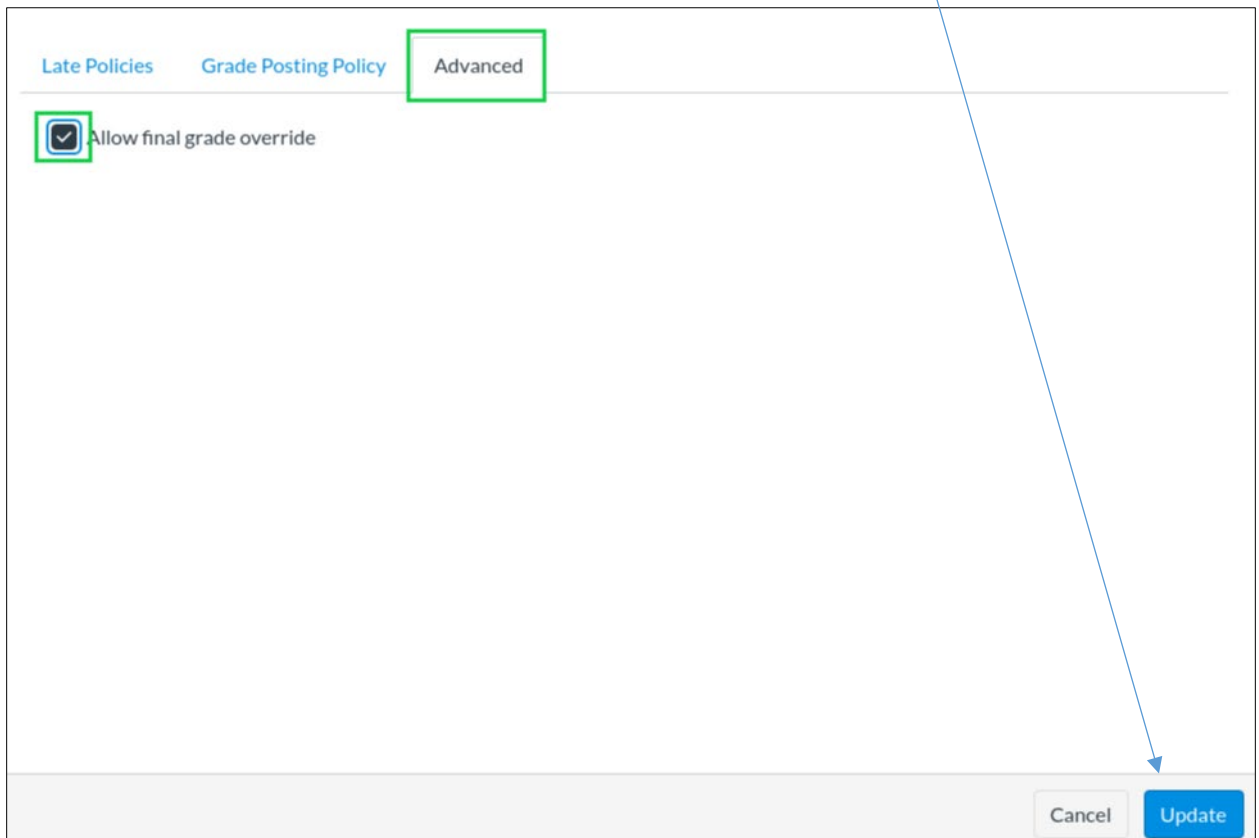 Late Policies Grade Posting Policy Advanced
Allow final grade override
Cancel Update